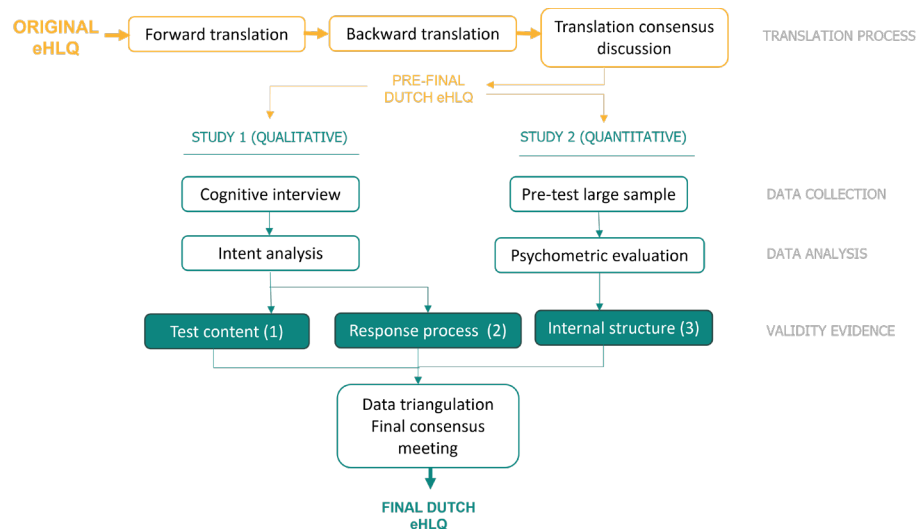 ORIGINAL
eHLQ
Forward translation
Backward translation
Translation consensus
discussion
TRANSLATION PROCESS
PRE-FINAL
DUTCH eHLQ
STUDY 1 (QUALITATIVE)
STUDY 2 (QUANTITATIVE)
Cognitive interview
Pre-test large sample
DATA COLLECTION
Intent analysis
Psychometric evaluation
DATA ANALYSIS
Test content (1)
Response process (2)
Internal structure (3)
VALIDITY EVIDENCE
Data triangulation
Final consensus
meeting
FINAL DUTCH
eHLQ